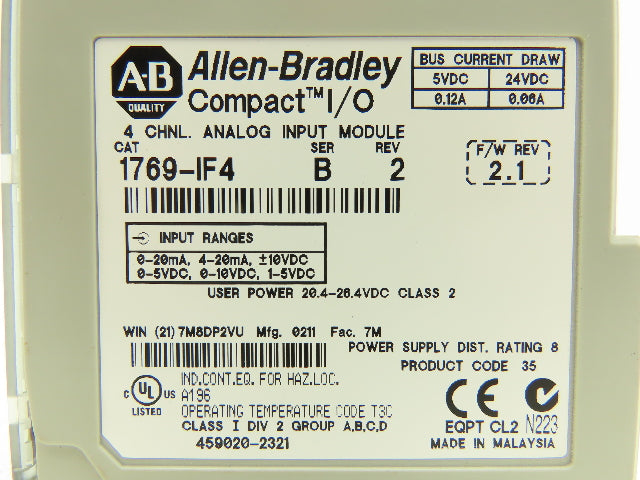 A-B
QUALITY
Allen-Bradley
Compact™ I/O
BUS CURRENT DRAW
5VDC 24VDC
0.12A 0.06A
4 CHNL. ANALOG INPUT MODULE
CAT SER REV
1769-IF4 B 2
F/W REV
2.1
INPUT RANGES
0-20mA, 4-20mA, ±10VDC
0-5VDC, 0-10VDC, 1-5VDC
USER POWER 20.4-26.4VDC CLASS 2
WIN (21) 7M8DP2VU Mfg. 0211 Fac. 7M
POWER SUPPLY DIST. RATING 8
PRODUCT CODE 35
IND.CONT.EQ. FOR HAZ.LOC.
A196
OPERATING TEMPERATURE CODE T3C
CLASS I DIV 2 GROUP A,B,C,D
459020-2321
C UL US
LISTED
CE
EQPT CL2 N223
MADE IN MALAYSIA